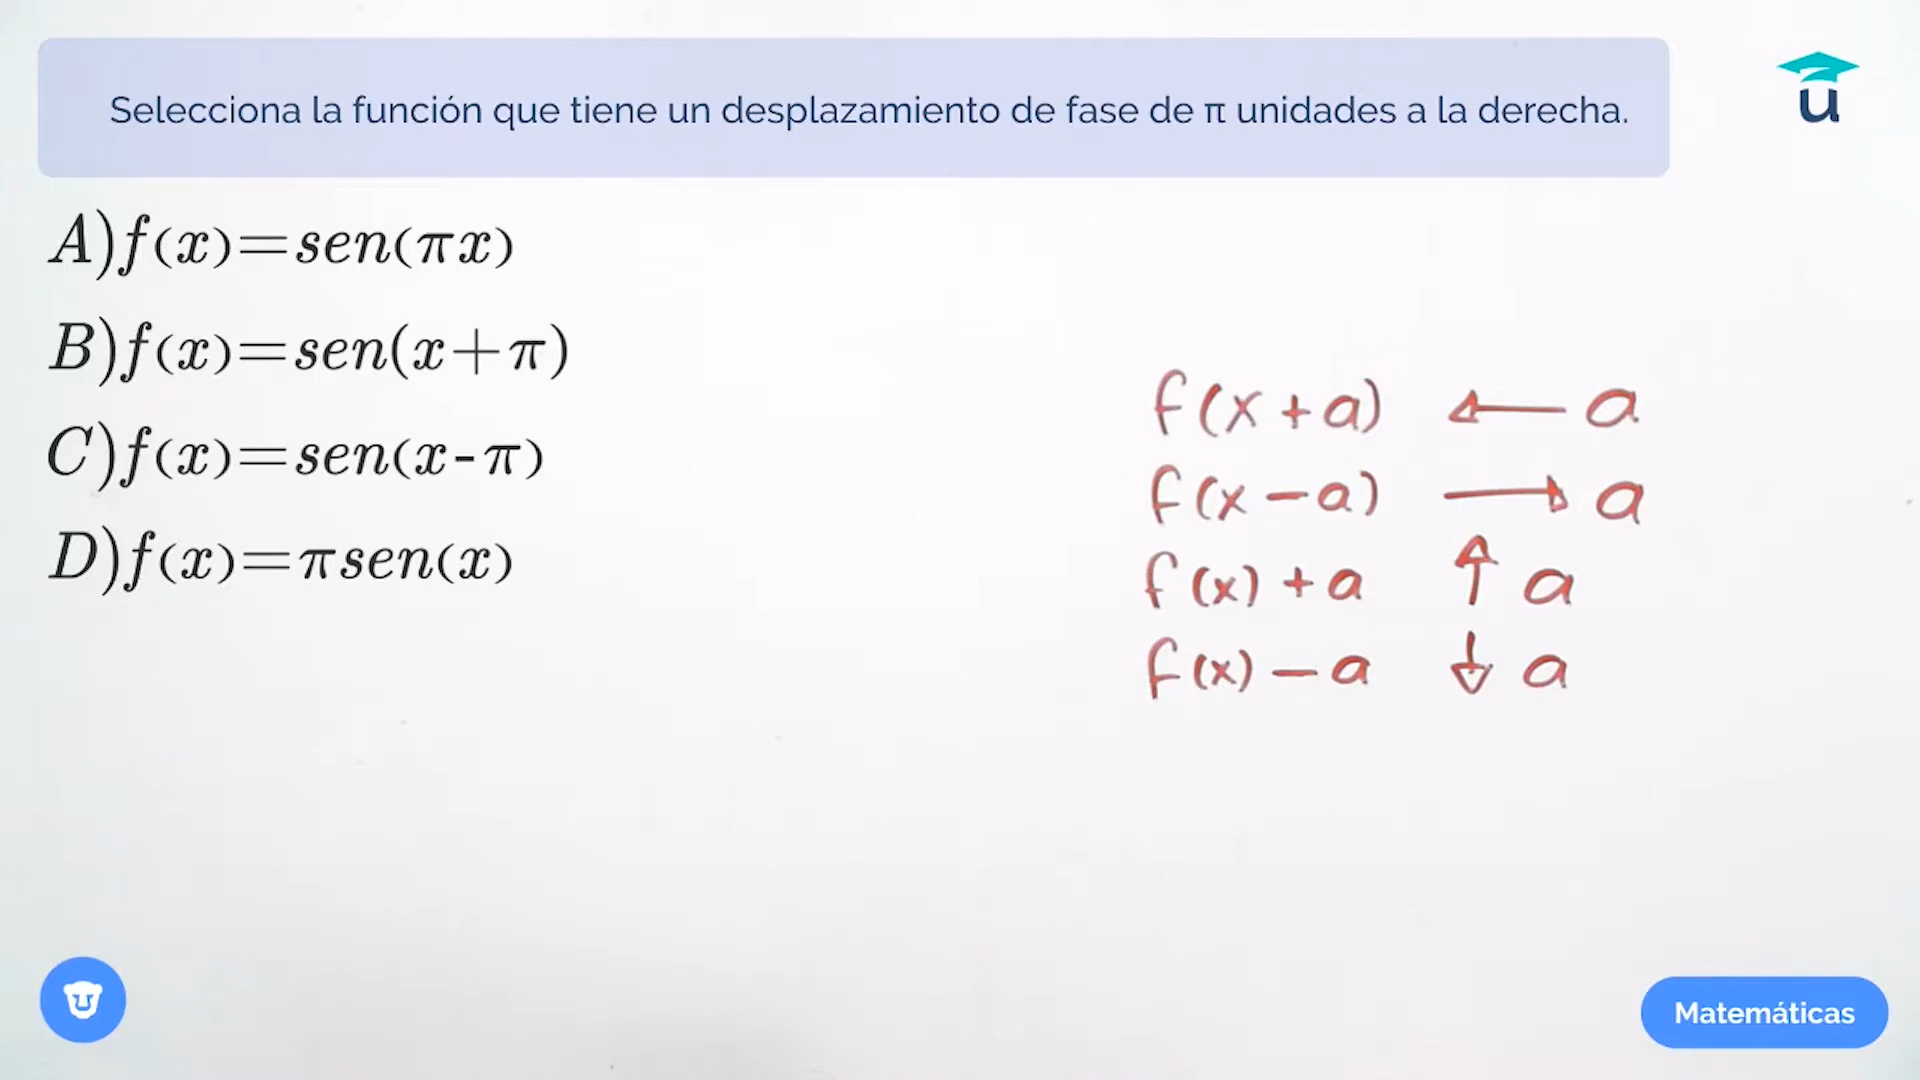 Selecciona la función que tiene un desplazamiento de fase de π unidades a la derecha.
u
A)f(x)=sen(πx)
B)f(x)=sen(x+π)
C)f(x)=sen(x-π)
D)f(x)=πsen(x)
f(x+a) ← a
f(x-a) → a
f(x)+a ↑ a
f(x)-a ↓ a
Matemáticas